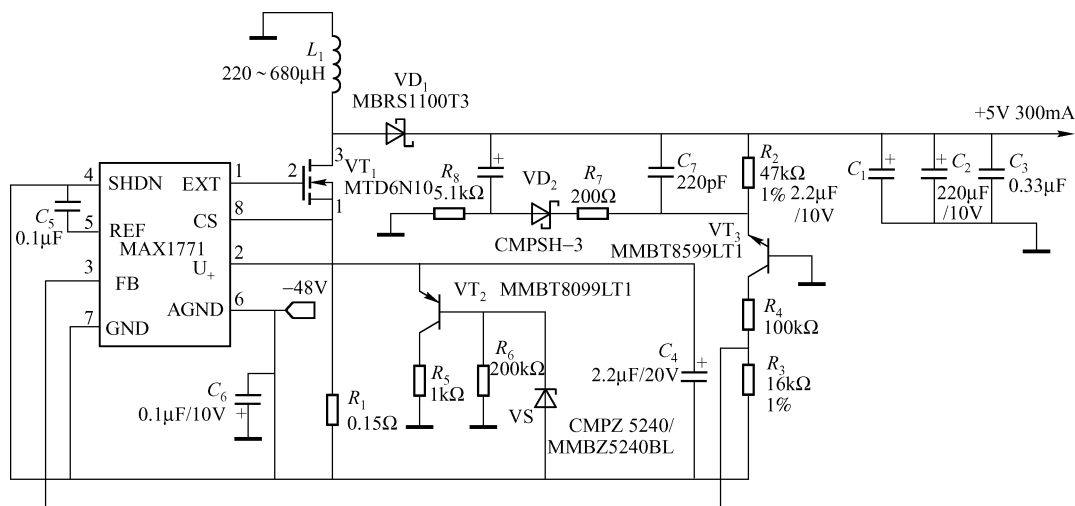 L1
220～680μH
VD1
MBRS1100T3
+5V 300mA
3
VT1
MTD6N10
1
2
4
SHDN
EXT
1
C5
0.1μF
5
REF
CS
8
MAX1771
3
FB
U+
2
AGND
6
−48V
7
GND
R8
5.1kΩ
+
VD2
CMPSH−3
R7
200Ω
C7
220pF
R2
47kΩ
1%
2.2μF
/10V
C1
+
C2
+
220μF
/10V
C3
0.33μF
VT3
MMBT8599LT1
VT2
MMBT8099LT1
R4
100kΩ
R3
16kΩ
1%
R5
1kΩ
R6
200kΩ
C4
+
2.2μF/20V
VS
CMPZ 5240/
MMBZ5240BL
C6
0.1μF/10V
+
R1
0.15Ω